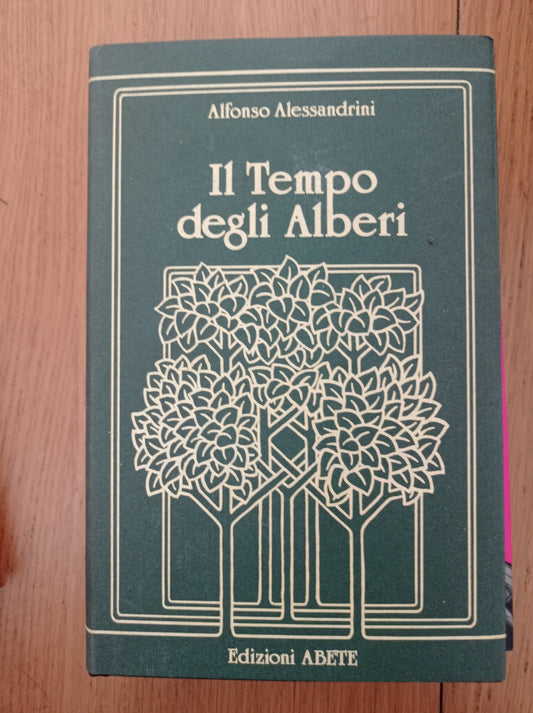 Alfonso Alessandrini
Il Tempo
degli Alberi
Edizioni ABETE